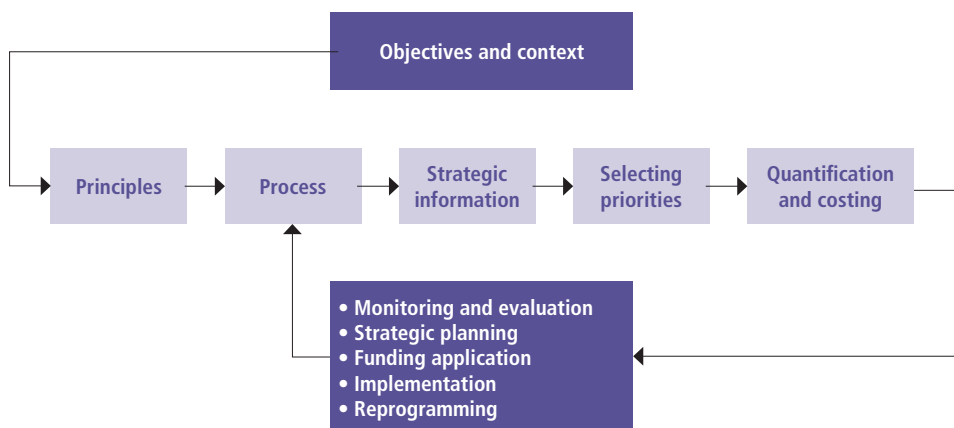 Objectives and context
Principles
Process
Strategic
information
Selecting
priorities
Quantification
and costing
• Monitoring and evaluation
• Strategic planning
• Funding application
• Implementation
• Reprogramming